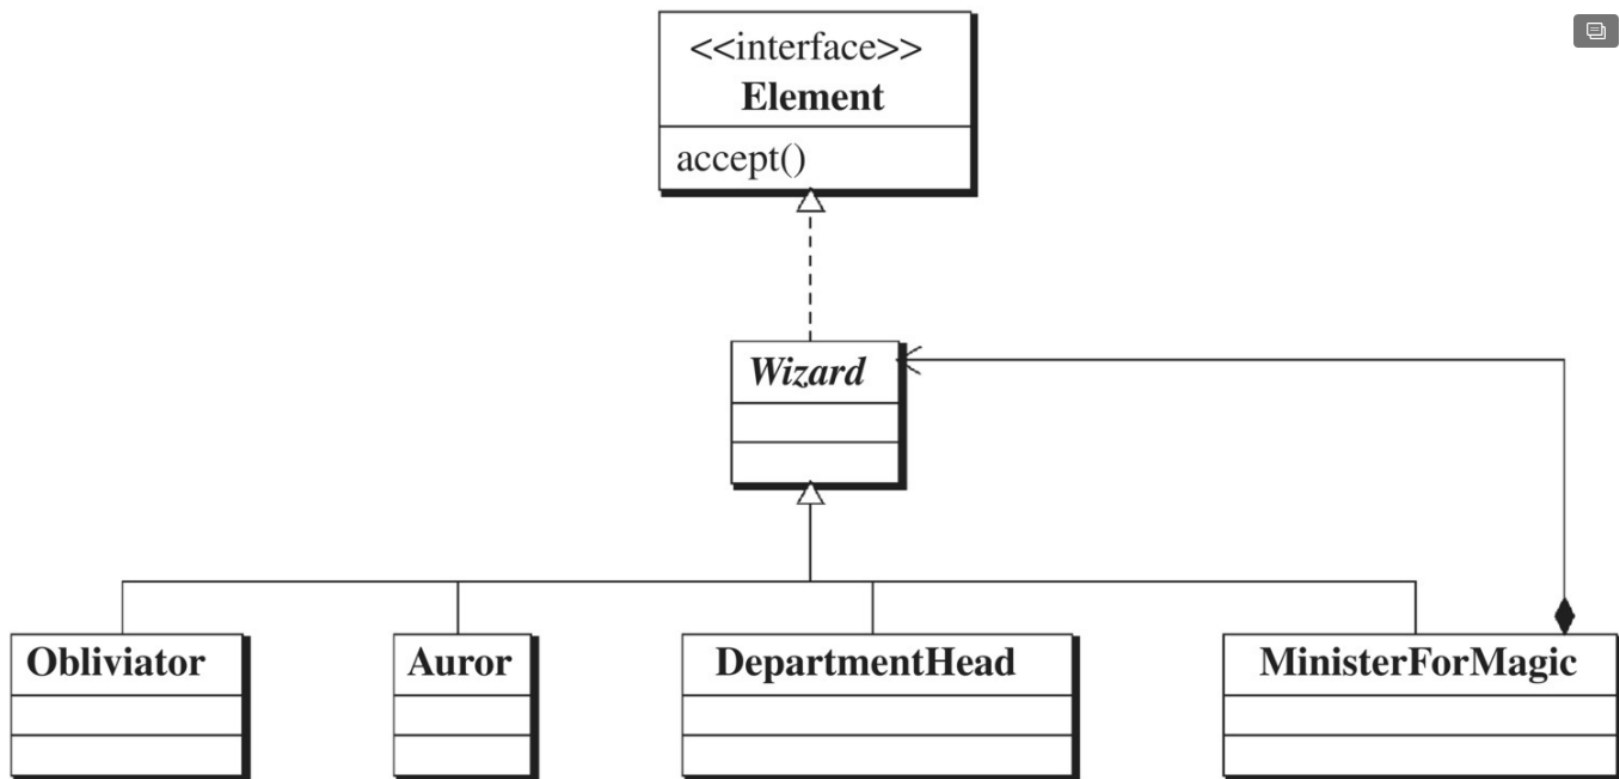 <<interface>>
Element
accept()
Wizard
Obliviator
Auror
DepartmentHead
MinisterForMagic